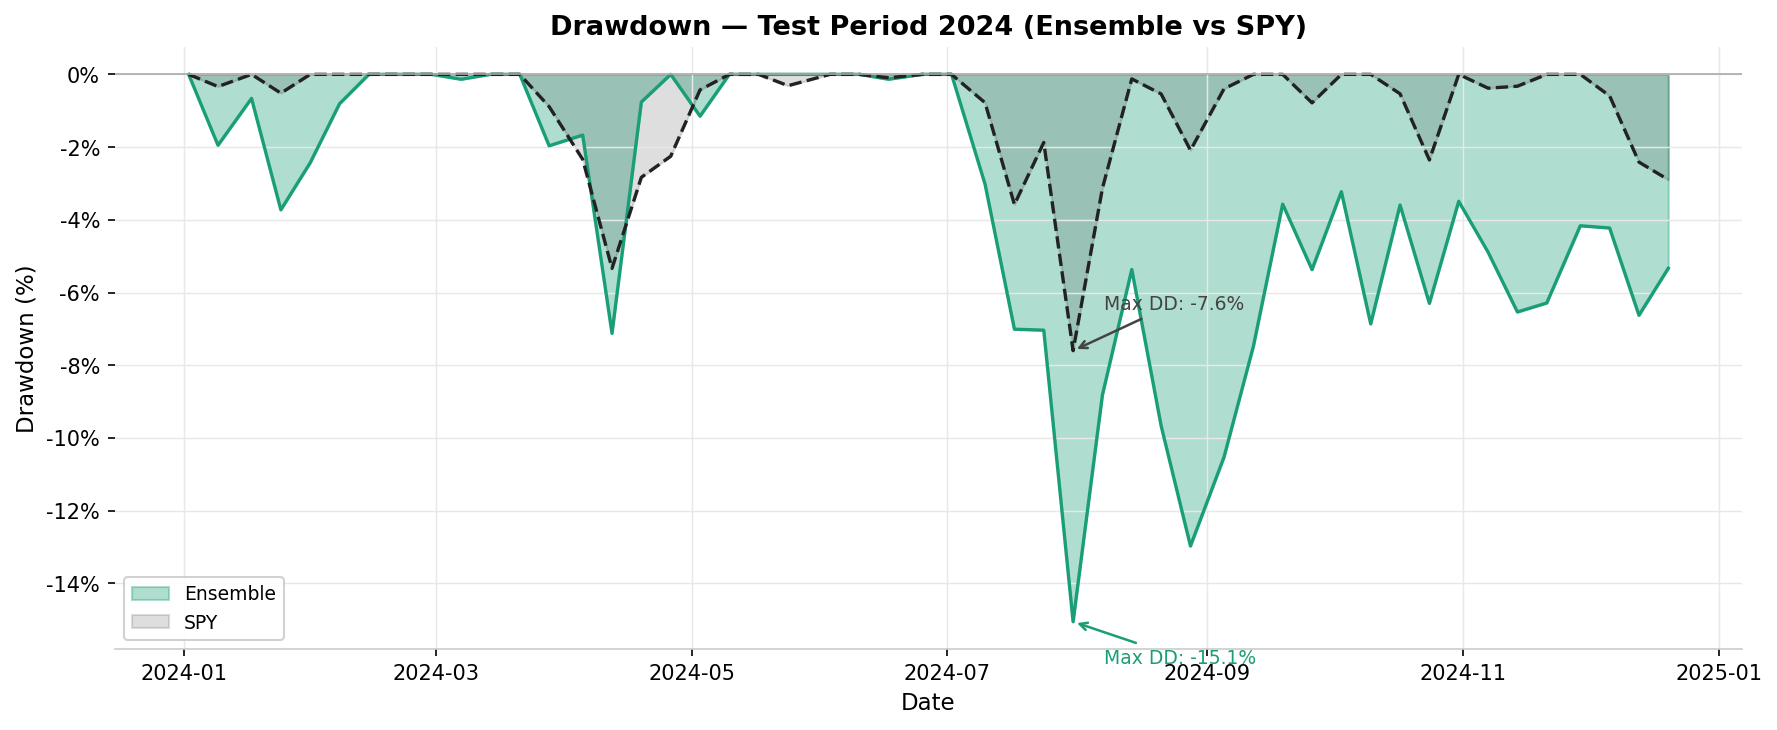 Drawdown — Test Period 2024 (Ensemble vs SPY)
Drawdown (%)
0%
-2%
-4%
-6%
-8%
-10%
-12%
-14%
Max DD: -7.6%
Max DD: -15.1%
Ensemble
SPY
2024-01 2024-03 2024-05 2024-07 2024-09 2024-11 2025-01
Date